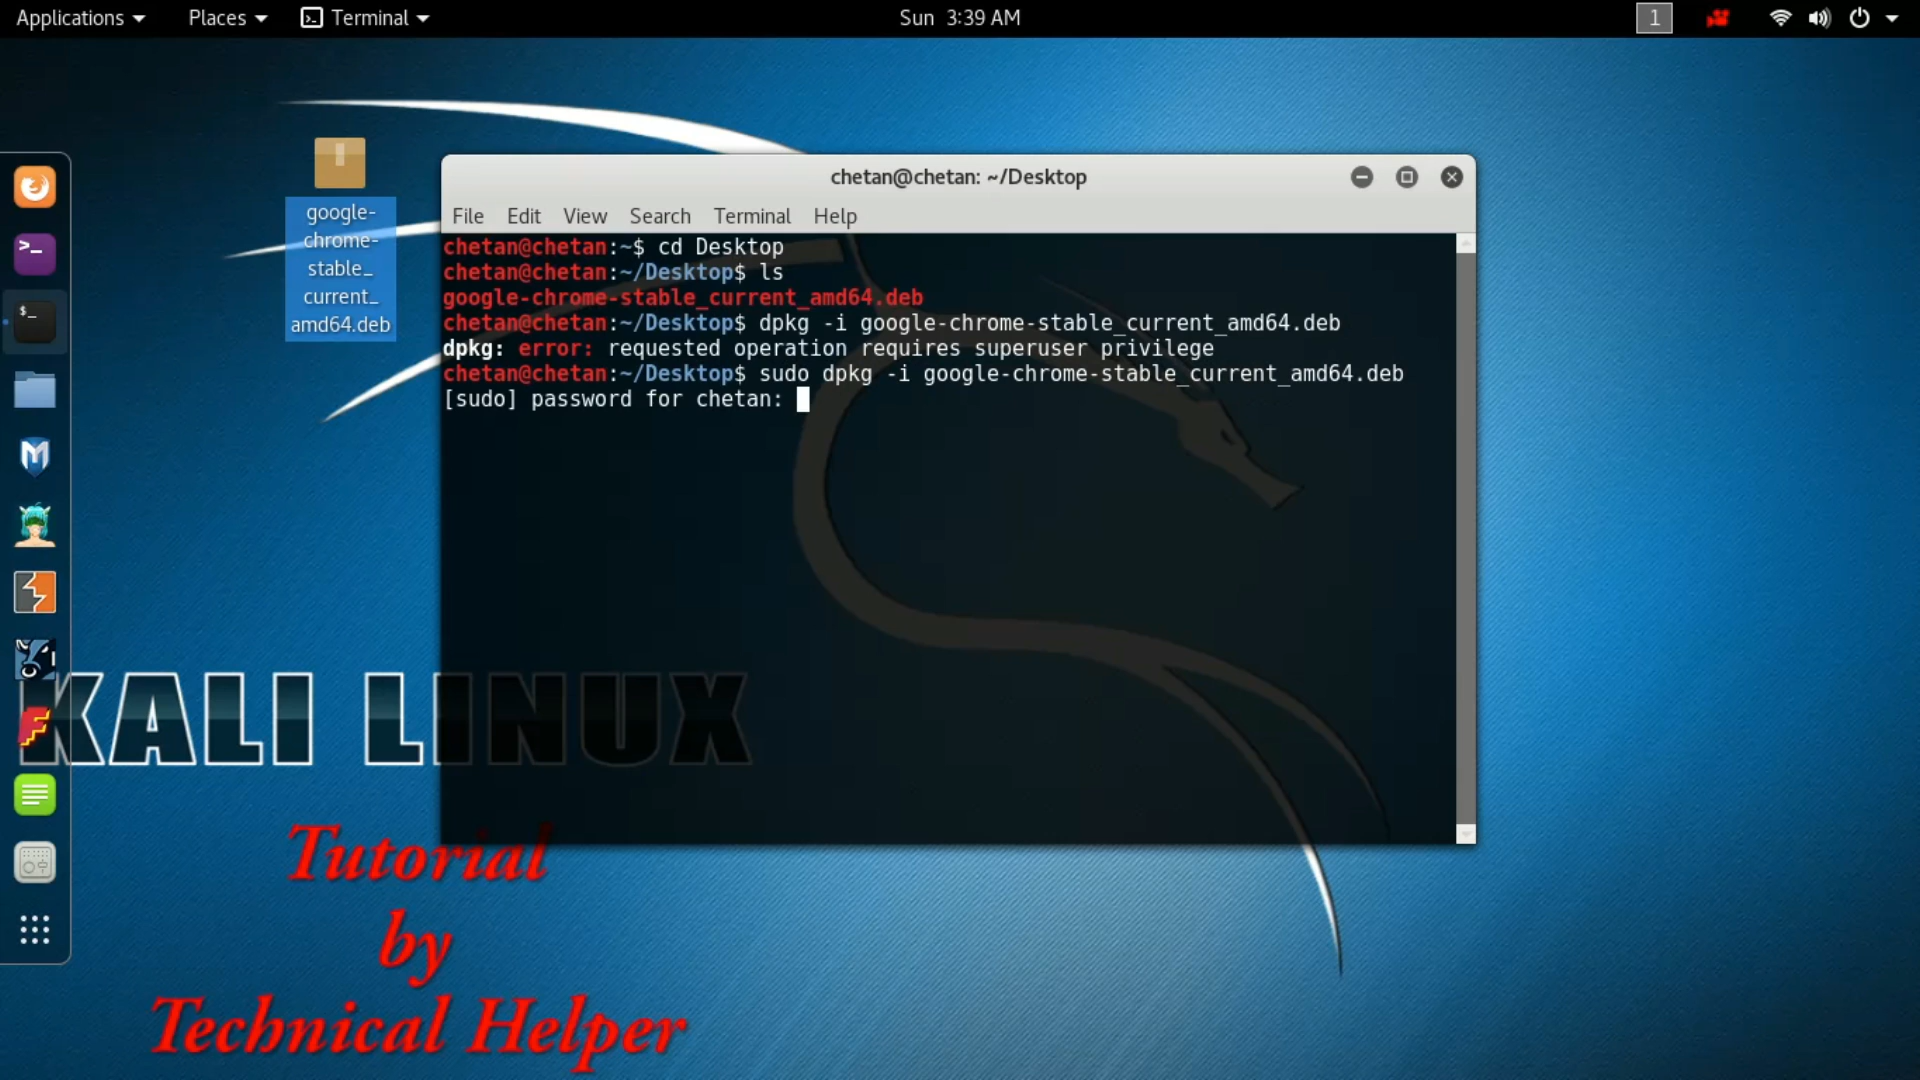 Applications Places Terminal Sun 3:39 AM 1
google-
chrome-
stable_
current_
amd64.deb
chetan@chetan: ~/Desktop
File Edit View Search Terminal Help
chetan@chetan:~$ cd Desktop
chetan@chetan:~/Desktop$ ls
google-chrome-stable_current_amd64.deb
chetan@chetan:~/Desktop$ dpkg -i google-chrome-stable_current_amd64.deb
dpkg: error: requested operation requires superuser privilege
chetan@chetan:~/Desktop$ sudo dpkg -i google-chrome-stable_current_amd64.deb
[sudo] password for chetan:
KALI LINUX
Tutorial
by
Technical Helper